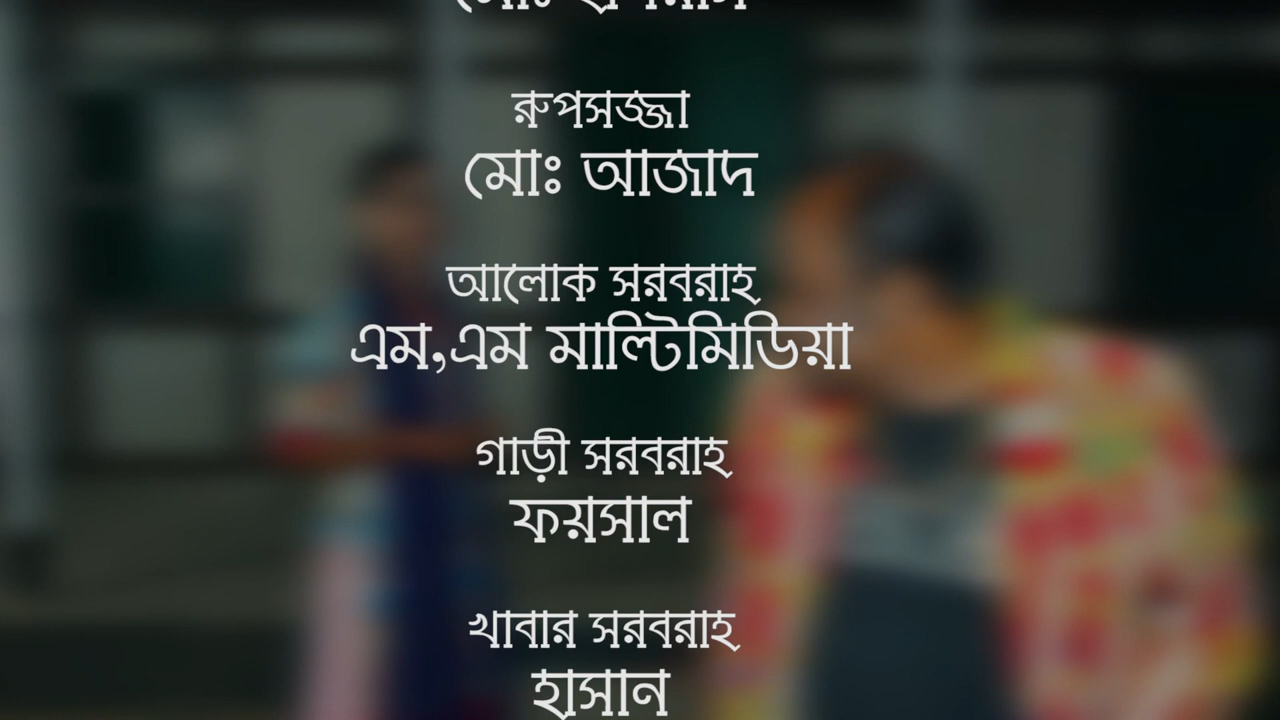 রুপসজ্জা
মোঃ আজাদ
আলোক সরবরাহ
এম,এম মাল্টিমিডিয়া
গাড়ী সরবরাহ
ফয়সাল
খাবার সরবরাহ
হাসান